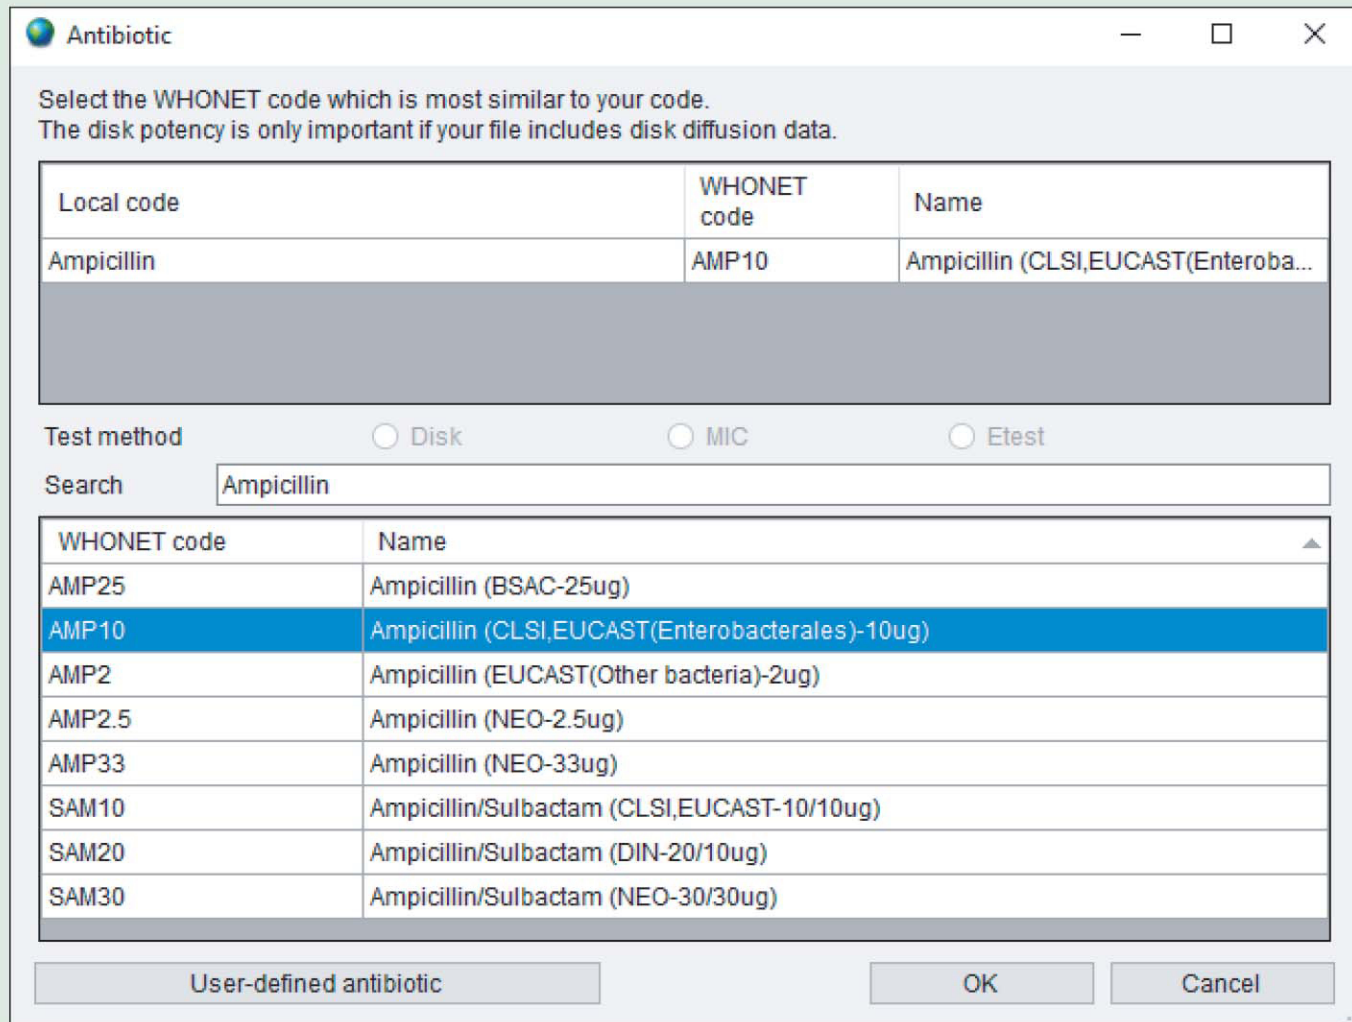 Antibiotic
Select the WHONET code which is most similar to your code.
The disk potency is only important if your file includes disk diffusion data.
Local code WHONET code Name
Ampicillin AMP10 Ampicillin (CLSI,EUCAST(Enteroba...
Test method Disk MIC Etest
Search Ampicillin
WHONET code Name
AMP25 Ampicillin (BSAC-25ug)
AMP10 Ampicillin (CLSI,EUCAST(Enterobacterales)-10ug)
AMP2 Ampicillin (EUCAST(Other bacteria)-2ug)
AMP2.5 Ampicillin (NEO-2.5ug)
AMP33 Ampicillin (NEO-33ug)
SAM10 Ampicillin/Sulbactam (CLSI,EUCAST-10/10ug)
SAM20 Ampicillin/Sulbactam (DIN-20/10ug)
SAM30 Ampicillin/Sulbactam (NEO-30/30ug)
User-defined antibiotic OK Cancel